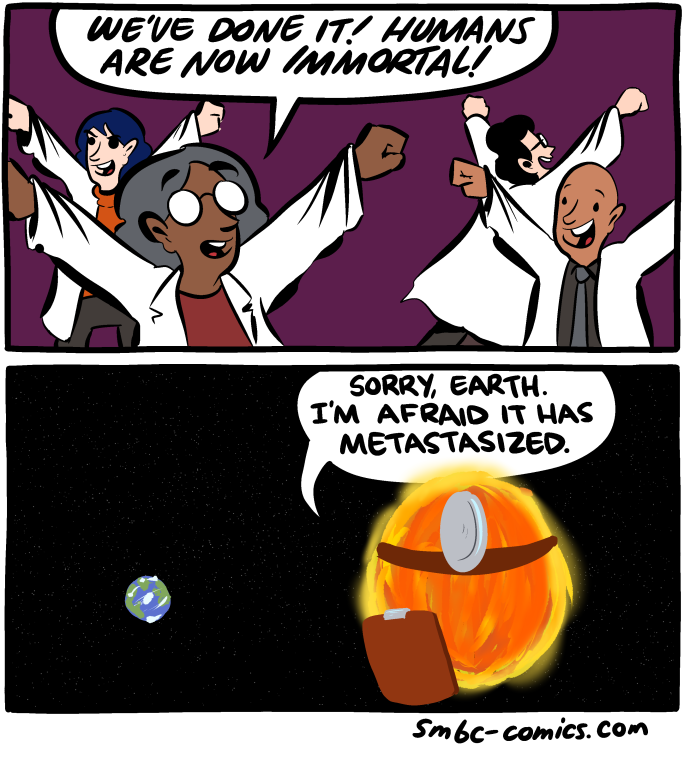 WE'VE DONE IT! HUMANS
ARE NOW IMMORTAL!
SORRY, EARTH.
I'M AFRAID IT HAS
METASTASIZED.
smbc-comics.com